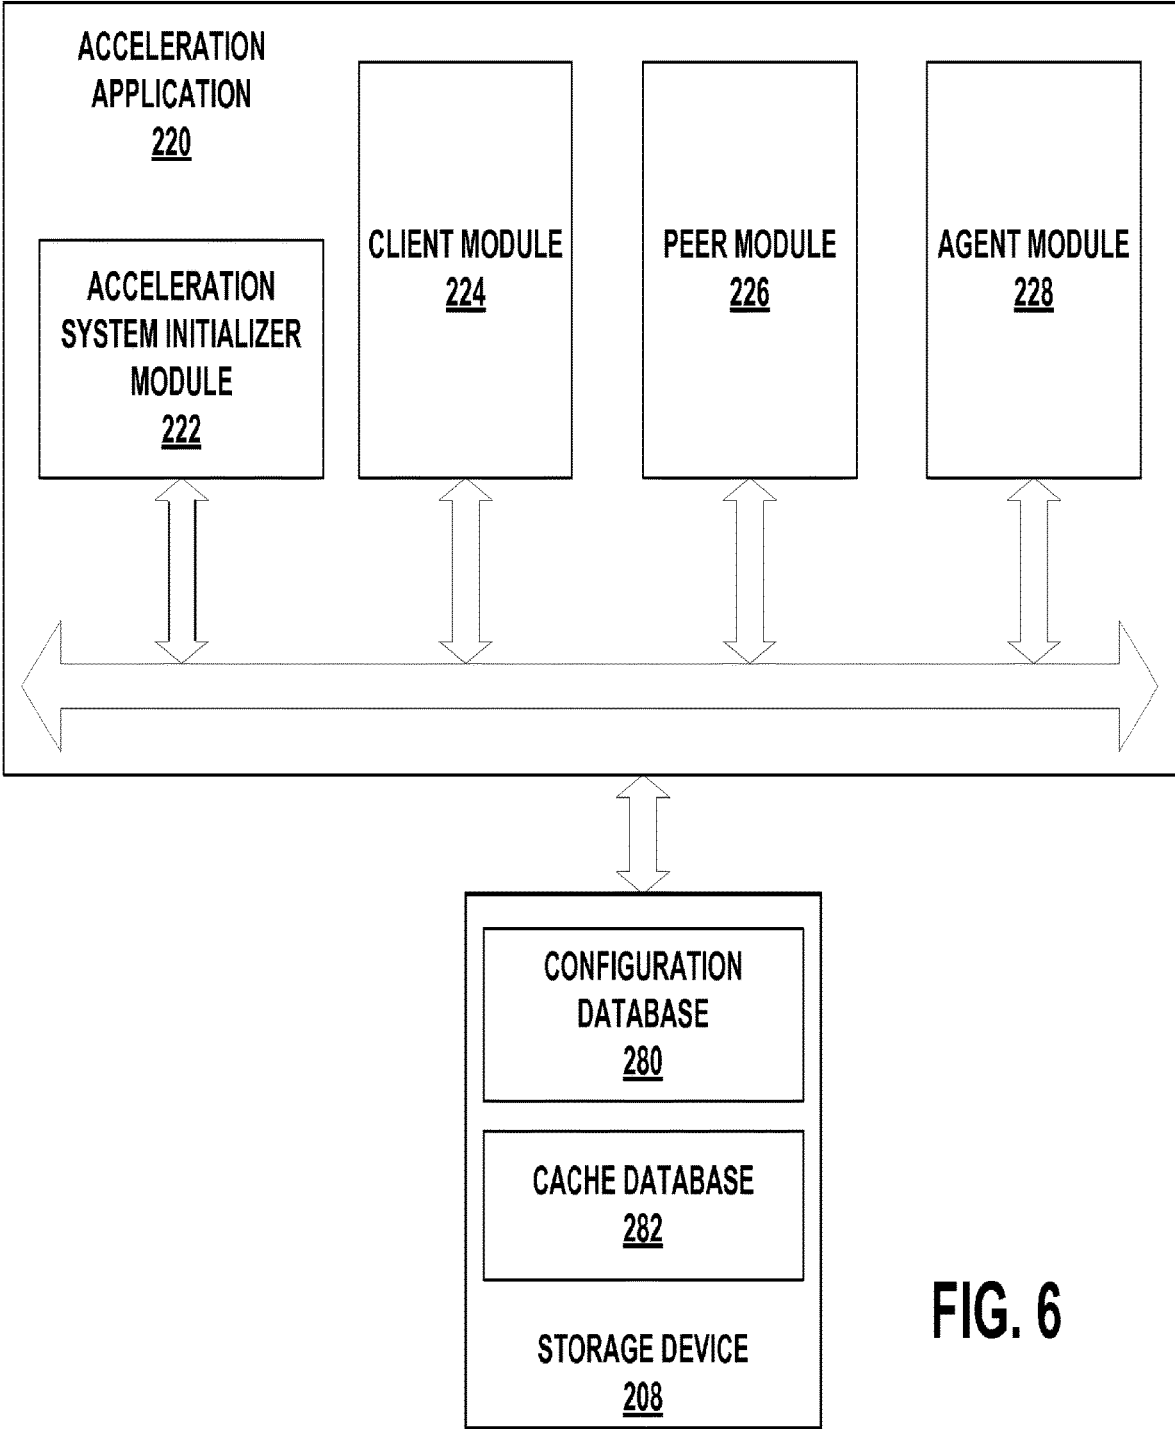 ACCELERATION
APPLICATION
220
ACCELERATION
SYSTEM INITIALIZER
MODULE
222
CLIENT MODULE
224
PEER MODULE
226
AGENT MODULE
228
CONFIGURATION
DATABASE
280
CACHE DATABASE
282
STORAGE DEVICE
208
FIG. 6